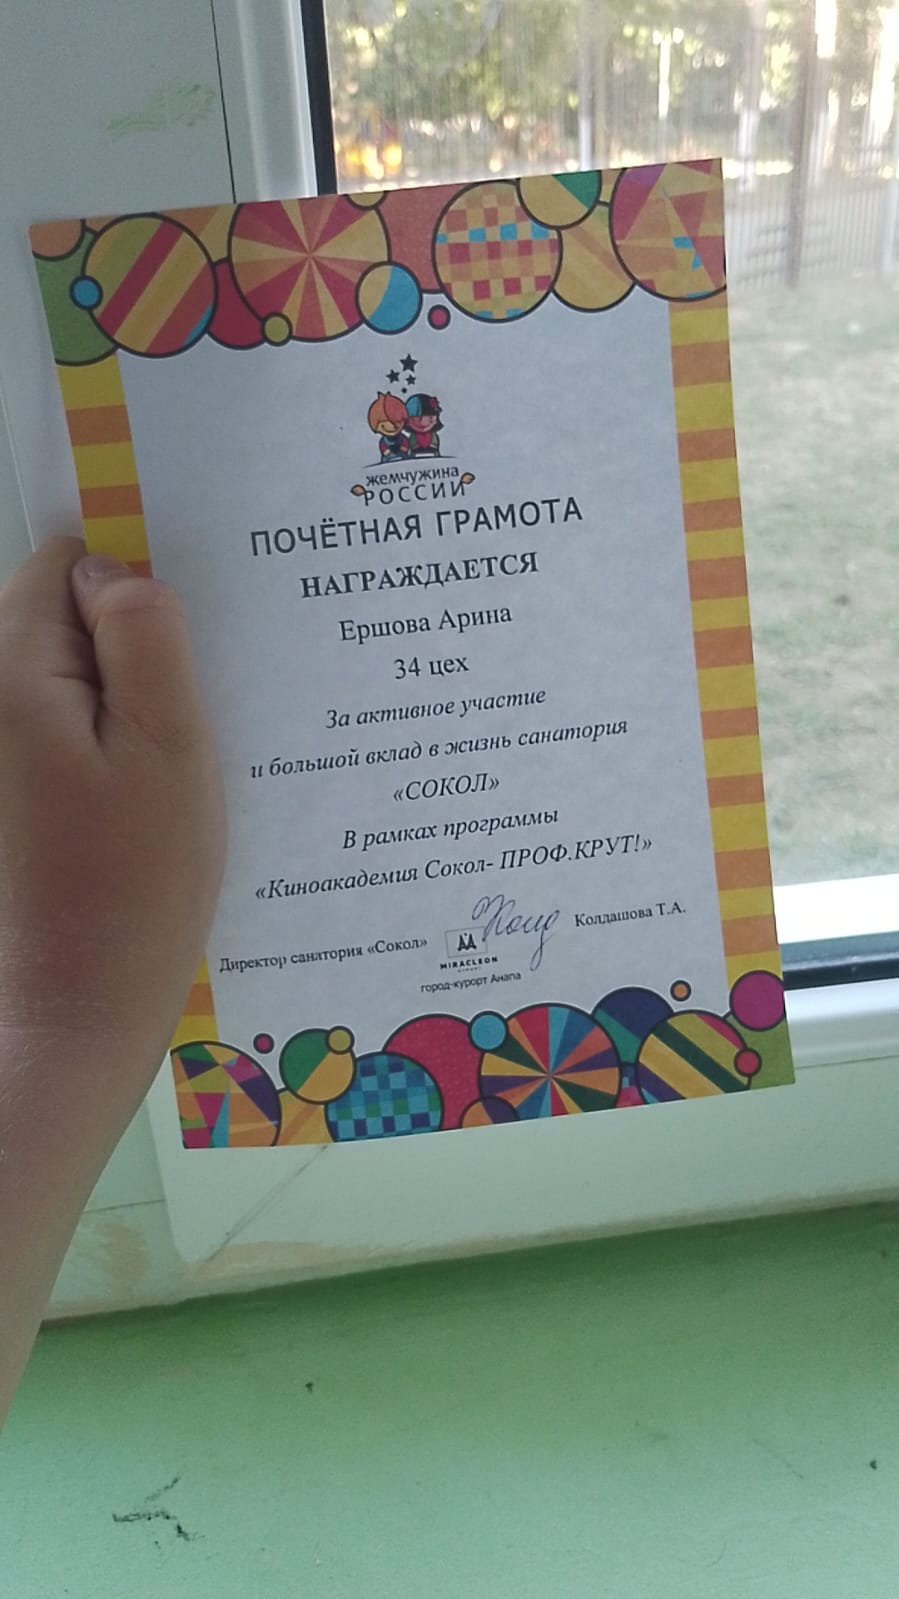 жемчужина
РОССИИ
ПОЧЁТНАЯ ГРАМОТА
НАГРАЖДАЕТСЯ
Ершова Арина
34 цех
За активное участие
и большой вклад в жизнь санатория
«СОКОЛ»
В рамках программы
«Киноакадемия Сокол- ПРОФ.КРУТ!»
Директор санатория «Сокол»
Колдашова Т.А.
MIRACLEON
город-курорт Анапа